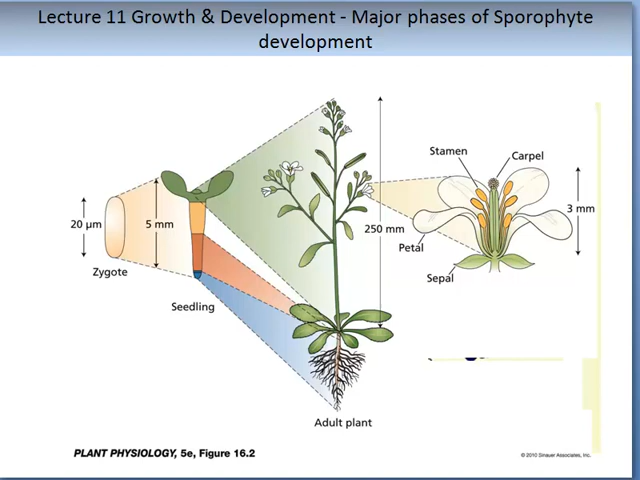 Lecture 11 Growth & Development - Major phases of Sporophyte
development
Stamen
Carpel
20 µm
5 mm
250 mm
3 mm
Petal
Zygote
Sepal
Seedling
Adult plant
PLANT PHYSIOLOGY, 5e, Figure 16.2
© 2010 Sinauer Associates, Inc.